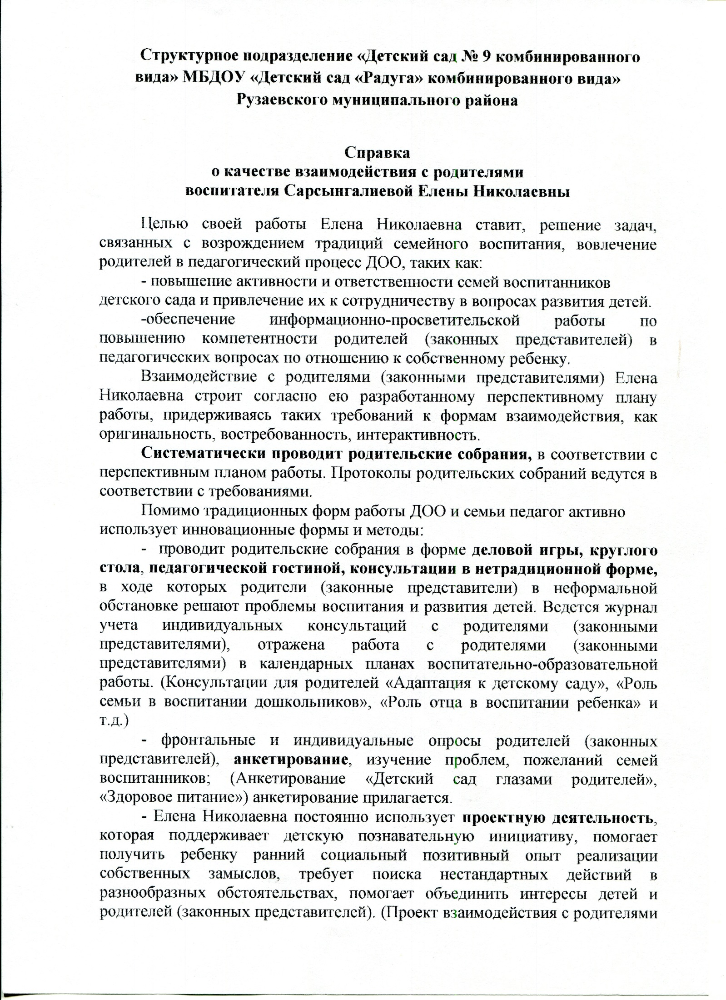 Структурное подразделение «Детский сад № 9 комбинированного
вида» МБДОУ «Детский сад «Радуга» комбинированного вида»
Рузаевского муниципального района
Справка
о качестве взаимодействия с родителями
воспитателя Сарсынгалиевой Елены Николаевны
Целью своей работы Елена Николаевна ставит, решение задач,
связанных с возрождением традиций семейного воспитания, вовлечение
родителей в педагогический процесс ДОО, таких как:
- повышение активности и ответственности семей воспитанников
детского сада и привлечение их к сотрудничеству в вопросах развития детей.
-обеспечение информационно-просветительской работы по
повышению компетентности родителей (законных представителей) в
педагогических вопросах по отношению к собственному ребенку.
Взаимодействие с родителями (законными представителями) Елена
Николаевна строит согласно ею разработанному перспективному плану
работы, придерживаясь таких требований к формам взаимодействия, как
оригинальность, востребованность, интерактивность.
Систематически проводит родительские собрания, в соответствии с
перспективным планом работы. Протоколы родительских собраний ведутся в
соответствии с требованиями.
Помимо традиционных форм работы ДОО и семьи педагог активно
использует инновационные формы и методы:
- проводит родительские собрания в форме деловой игры, круглого
стола, педагогической гостиной, консультации в нетрадиционной форме,
в ходе которых родители (законные представители) в неформальной
обстановке решают проблемы воспитания и развития детей. Ведется журнал
учета индивидуальных консультаций с родителями (законными
представителями), отражена работа с родителями (законными
представителями) в календарных планах воспитательно-образовательной
работы. (Консультации для родителей «Адаптация к детскому саду», «Роль
семьи в воспитании дошкольников», «Роль отца в воспитании ребенка» и
т.д.)
- фронтальные и индивидуальные опросы родителей (законных
представителей), анкетирование, изучение проблем, пожеланий семей
воспитанников; (Анкетирование «Детский сад глазами родителей»,
«Здоровое питание») анкетирование прилагается.
- Елена Николаевна постоянно использует проектную деятельность,
которая поддерживает детскую познавательную инициативу, помогает
получить ребенку ранний социальный позитивный опыт реализации
собственных замыслов, требует поиска нестандартных действий в
разнообразных обстоятельствах, помогает объединить интересы детей и
родителей (законных представителей). (Проект взаимодействия с родителями